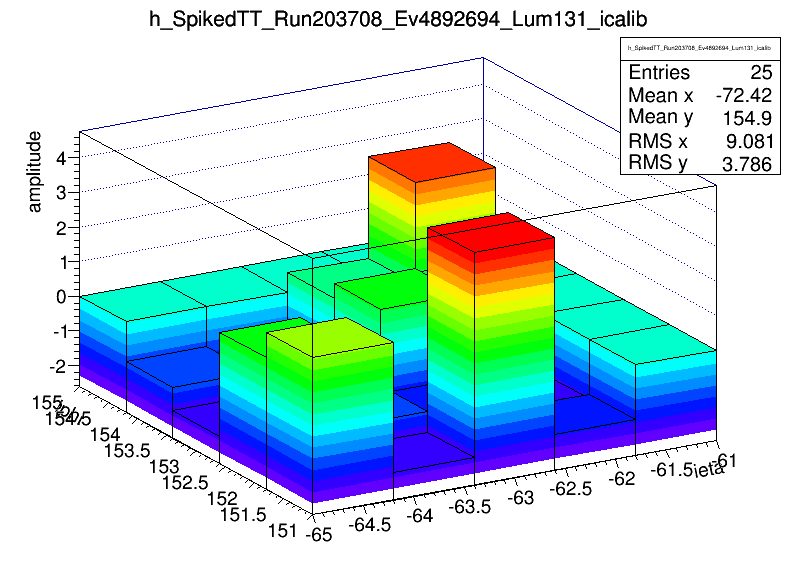 h_SpikedTT_Run203708_Ev4892694_Lum131_icalib
h_SpikedTT_Run203708_Ev4892694_Lum131_icalib
Entries 25
Mean x -72.42
Mean y 154.9
RMS x 9.081
RMS y 3.786
amplitude
4
3
2
1
0
-1
-2
155
154.5
154
153.5
153
152.5
152
151.5
151
-65
-64.5
-64
-63.5
-63
-62.5
-62
-61.5
ieta
-61